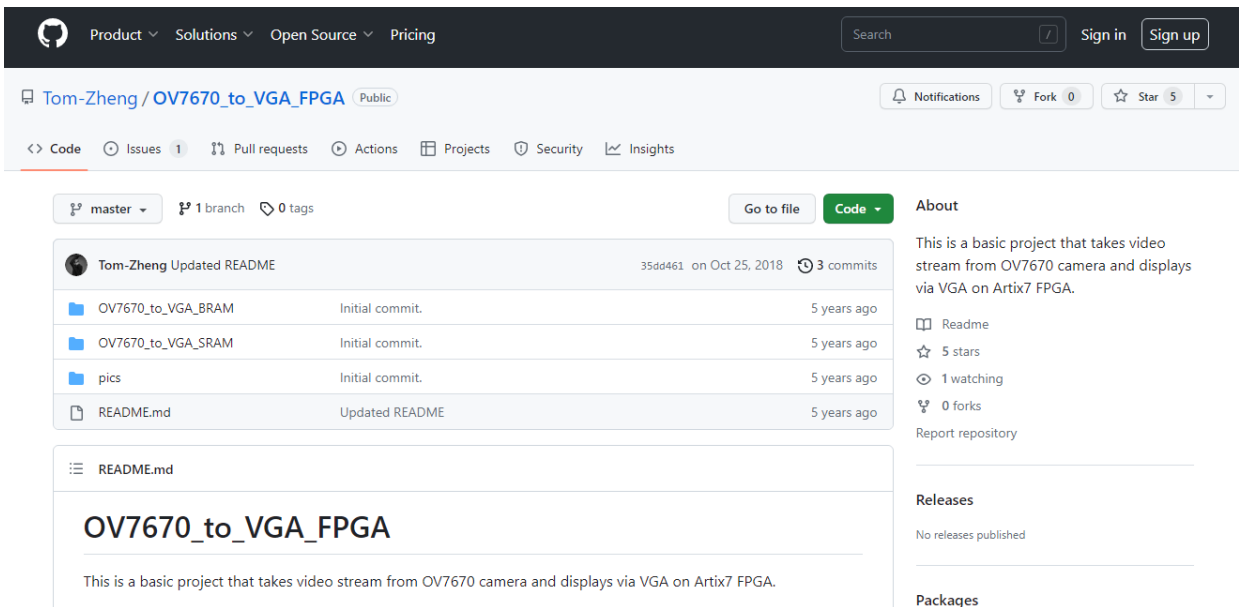 Product Solutions Open Source Pricing Search / Sign in Sign up
Tom-Zheng / OV7670_to_VGA_FPGA Public Notifications Fork 0 Star 5
Code Issues 1 Pull requests Actions Projects Security Insights
master 1 branch 0 tags Go to file Code
Tom-Zheng Updated README 35dd461 on Oct 25, 2018 3 commits
OV7670_to_VGA_BRAM Initial commit. 5 years ago
OV7670_to_VGA_SRAM Initial commit. 5 years ago
pics Initial commit. 5 years ago
README.md Updated README 5 years ago
README.md
OV7670_to_VGA_FPGA
This is a basic project that takes video stream from OV7670 camera and displays via VGA on Artix7 FPGA.
About
This is a basic project that takes video
stream from OV7670 camera and displays
via VGA on Artix7 FPGA.
Readme
5 stars
1 watching
0 forks
Report repository
Releases
No releases published
Packages